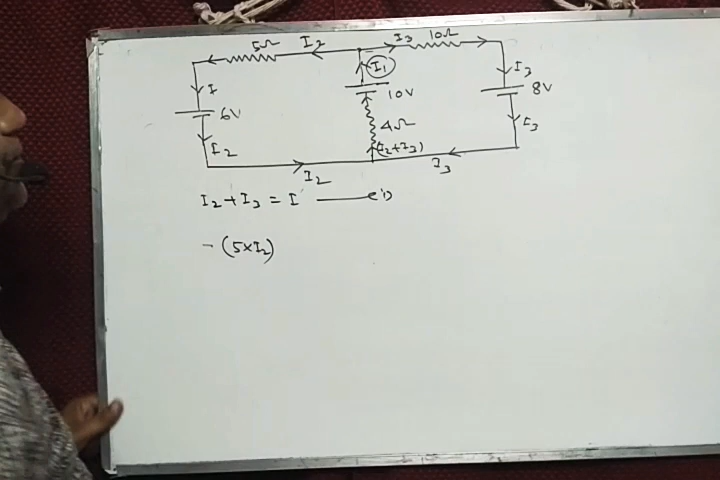 5Ω I₂ I₃ 10Ω
I I₁ I₃
6V 10V 8V
I₂ 4Ω I₃
(I₂+I₃)
I₂ I₃
I₂ + I₃ = I
- (5×I₂)